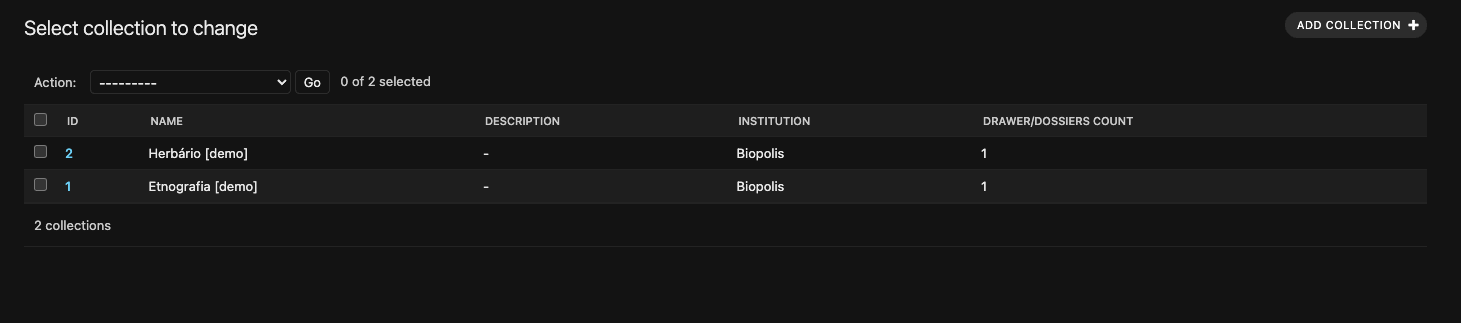 Select collection to change
ADD COLLECTION +
Action: --------- Go 0 of 2 selected
ID NAME DESCRIPTION INSTITUTION DRAWER/DOSSIERS COUNT
2 Herbário [demo] - Biopolis 1
1 Etnografia [demo] - Biopolis 1
2 collections